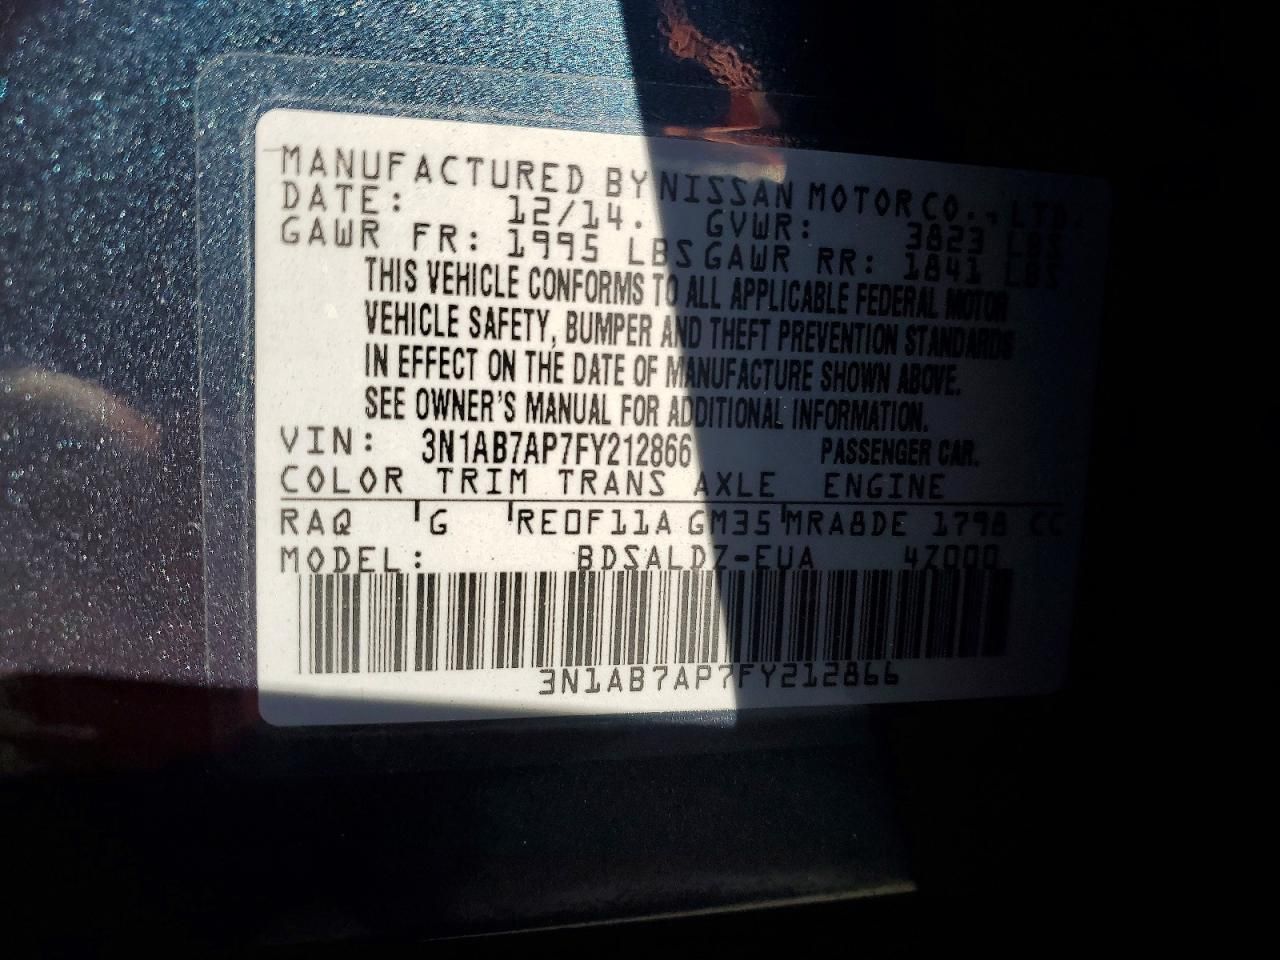 MANUFACTURED BY NISSAN MOTOR CO., LTD.
DATE: 12/14. GVWR: 3823 LBS
GAWR FR: 1995 LBS GAWR RR: 1841 LBS
THIS VEHICLE CONFORMS TO ALL APPLICABLE FEDERAL MOTOR
VEHICLE SAFETY, BUMPER AND THEFT PREVENTION STANDARDS
IN EFFECT ON THE DATE OF MANUFACTURE SHOWN ABOVE.
SEE OWNER'S MANUAL FOR ADDITIONAL INFORMATION.
VIN: 3N1AB7AP7FY212866 PASSENGER CAR.
COLOR TRIM TRANS AXLE ENGINE
RAQ G RE0F11A GM35 MRA8DE 1798 CC
MODEL: BDSALDZ-EUA 4Z000
3N1AB7AP7FY212866